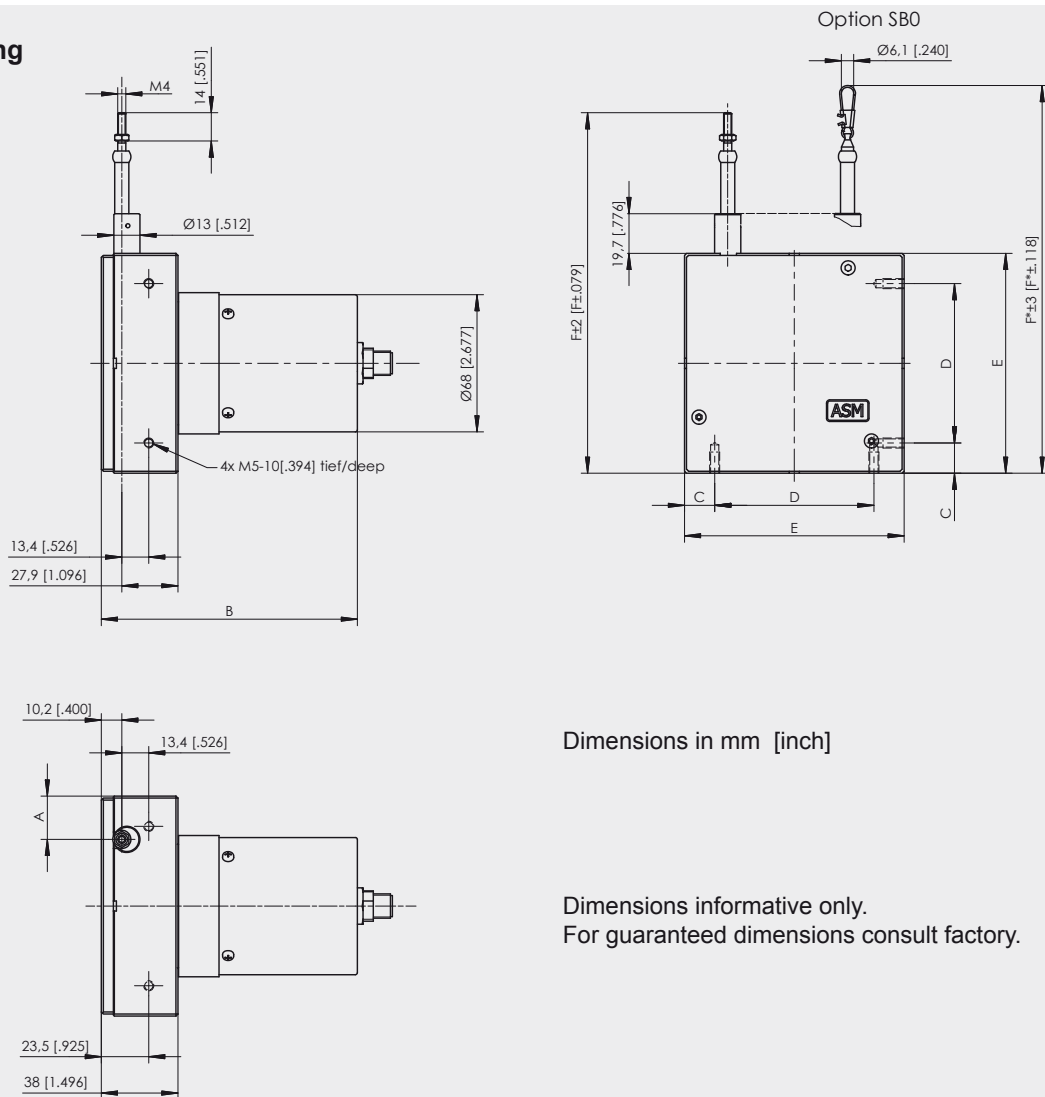 ng
Option SB0
Ø6,1 [.240]
14 [.551]
M4
Ø13 [.512]
19,7 [.776]
F±2 [F±.079]
F*±3 [F*±.118]
Ø68 [2.677]
D
E
ASM
4x M5-10[.394] tief/deep
C
D
C
E
13,4 [.526]
27,9 [1.096]
B
10,2 [.400]
13,4 [.526]
A
Dimensions in mm [inch]
Dimensions informative only.
For guaranteed dimensions consult factory.
23,5 [.925]
38 [1.496]